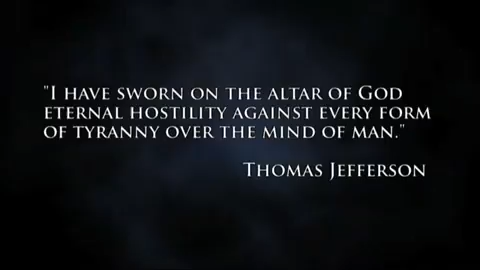 "I have sworn on the altar of God
eternal hostility against every form
of tyranny over the mind of man."
Thomas Jefferson